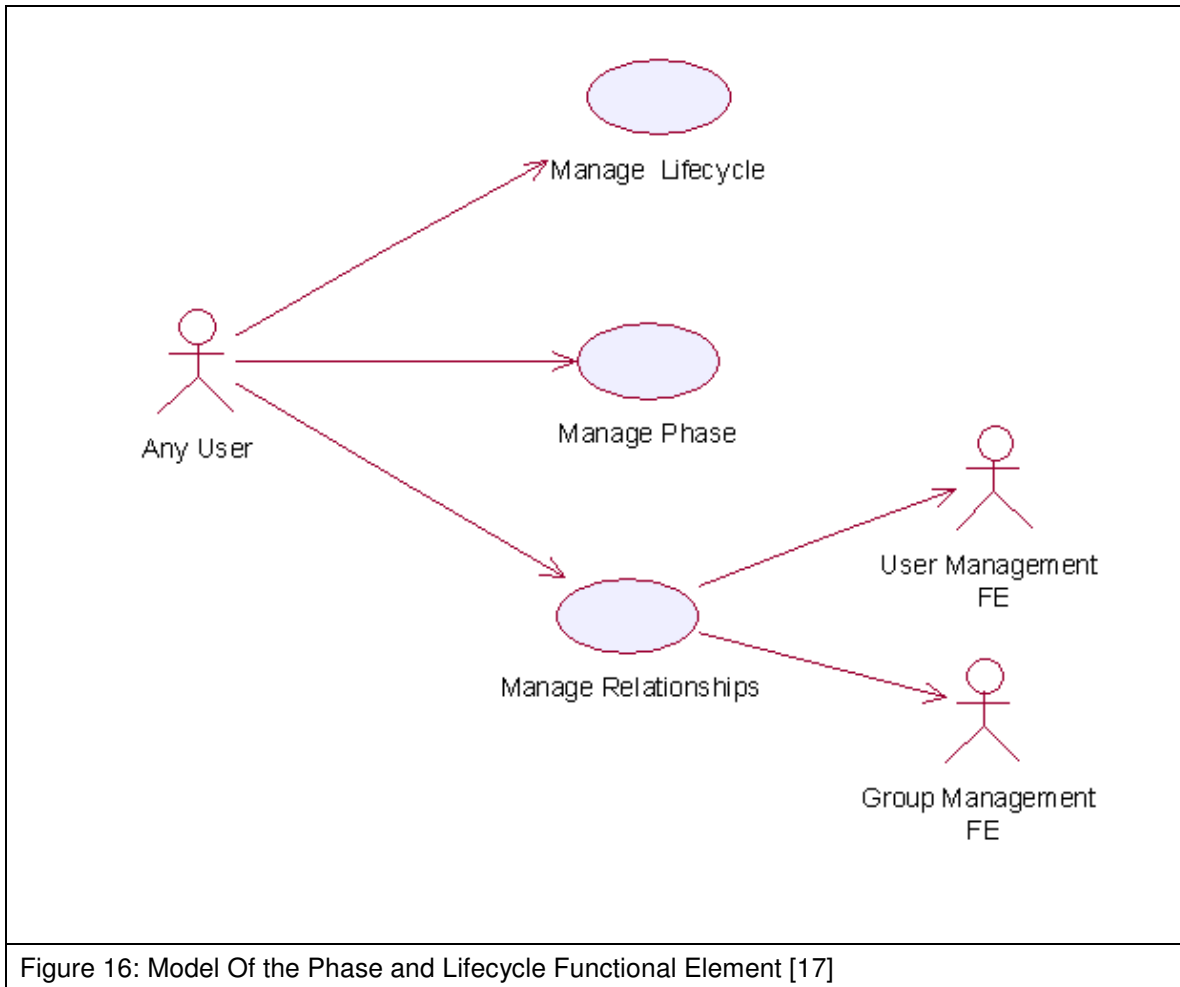 Manage Lifecycle
Any User
Manage Phase
User Management
FE
Manage Relationships
Group Management
FE
Figure 16: Model Of the Phase and Lifecycle Functional Element [17]